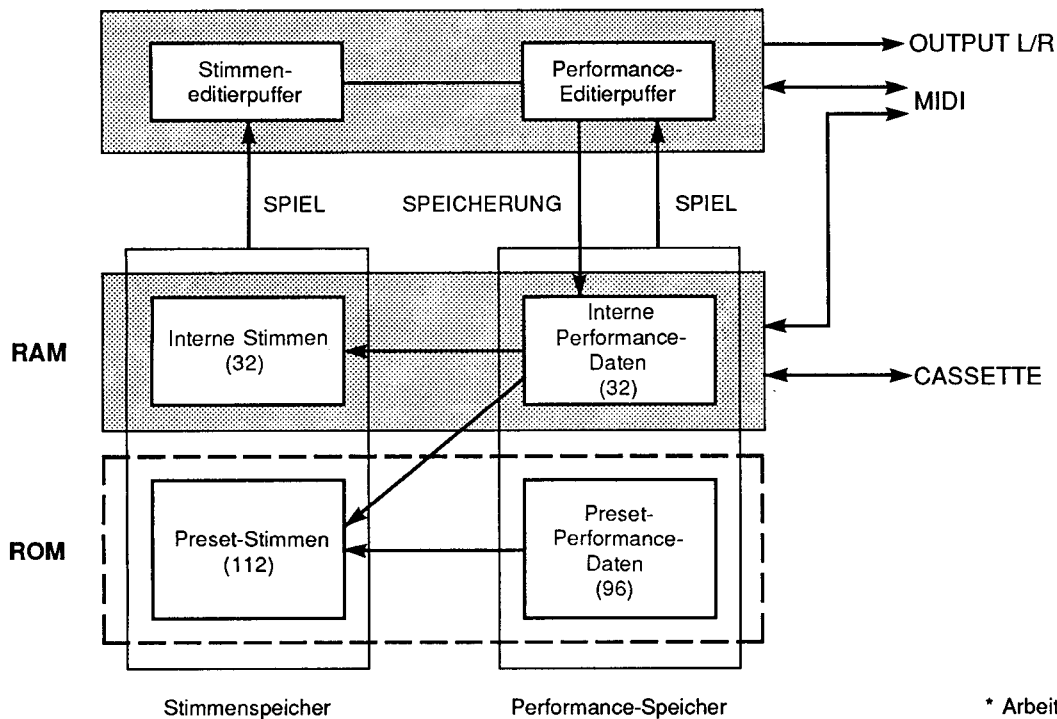 Stimmen-
editierpuffer
Performance-
Editierpuffer
OUTPUT L/R
MIDI
SPIEL
SPEICHERUNG
SPIEL
RAM
Interne Stimmen
(32)
Interne
Performance-
Daten
(32)
CASSETTE
ROM
Preset-Stimmen
(112)
Preset-
Performance-
Daten
(96)
Stimmenspeicher
Performance-Speicher
* Arbeit